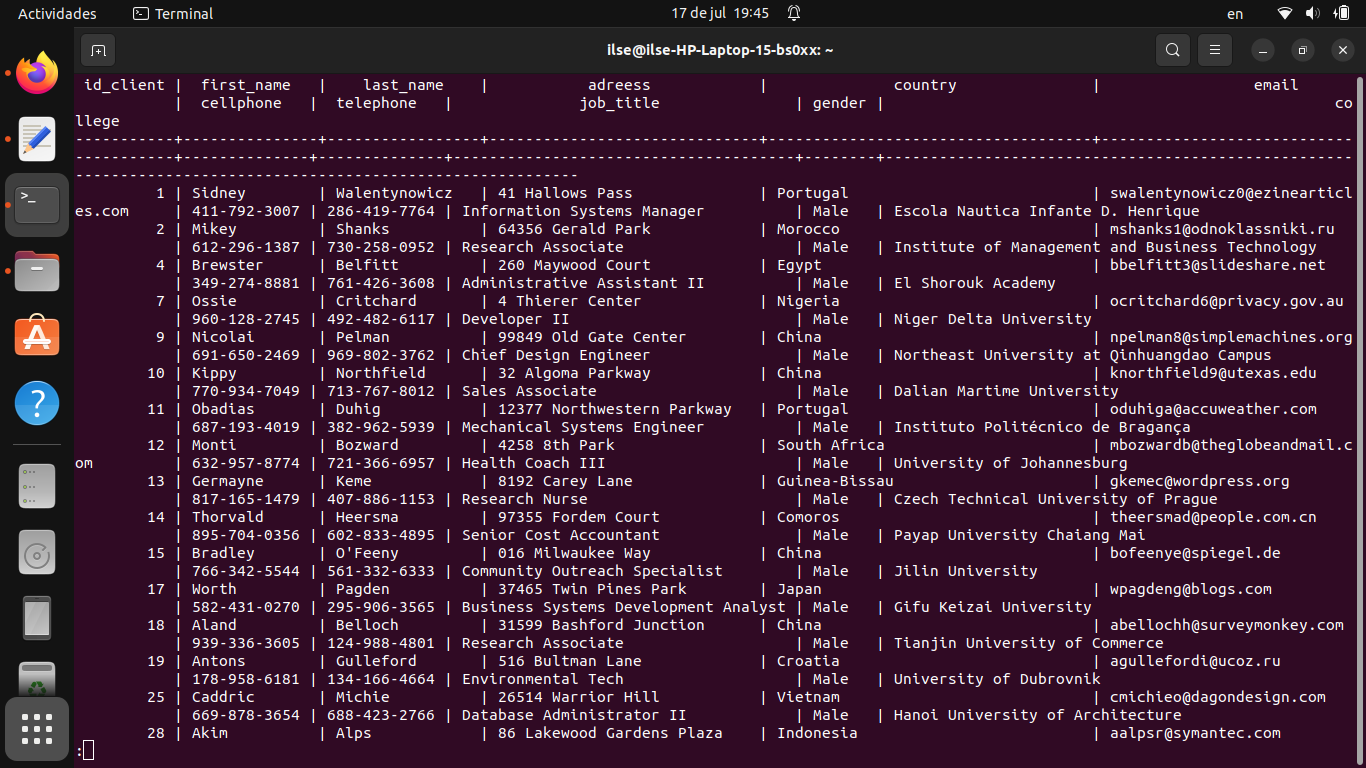 Actividades Terminal 17 de jul 19:45 en
ilse@ilse-HP-Laptop-15-bs0xx: ~
id_client | first_name | last_name | adreess | country | email
| cellphone | telephone | job_title | gender | co
llege
-----------+---------------+-----------------+------------------------------+------------------------------------+----------------------------
-----------+--------------+--------------+--------------------------------------+--------+----------------------------------------------------
--------------------------------------------------------
1 | Sidney | Walentynowicz | 41 Hallows Pass | Portugal | swalentynowicz0@ezinearticl
es.com | 411-792-3007 | 286-419-7764 | Information Systems Manager | Male | Escola Nautica Infante D. Henrique
2 | Mikey | Shanks | 64356 Gerald Park | Morocco | mshanks1@odnoklassniki.ru
| 612-296-1387 | 730-258-0952 | Research Associate | Male | Institute of Management and Business Technology
4 | Brewster | Belfitt | 260 Maywood Court | Egypt | bbelfitt3@slideshare.net
| 349-274-8881 | 761-426-3608 | Administrative Assistant II | Male | El Shorouk Academy
7 | Ossie | Critchard | 4 Thierer Center | Nigeria | ocritchard6@privacy.gov.au
| 960-128-2745 | 492-482-6117 | Developer II | Male | Niger Delta University
9 | Nicolai | Pelman | 99849 Old Gate Center | China | npelman8@simplemachines.org
| 691-650-2469 | 969-802-3762 | Chief Design Engineer | Male | Northeast University at Qinhuangdao Campus
10 | Kippy | Northfield | 32 Algoma Parkway | China | knorthfield9@utexas.edu
| 770-934-7049 | 713-767-8012 | Sales Associate | Male | Dalian Martime University
11 | Obadias | Duhig | 12377 Northwestern Parkway | Portugal | oduhiga@accuweather.com
| 687-193-4019 | 382-962-5939 | Mechanical Systems Engineer | Male | Instituto Politécnico de Bragança
12 | Monti | Bozward | 4258 8th Park | South Africa | mbozwardb@theglobeandmail.c
om | 632-957-8774 | 721-366-6957 | Health Coach III | Male | University of Johannesburg
13 | Germayne | Keme | 8192 Carey Lane | Guinea-Bissau | gkemec@wordpress.org
| 817-165-1479 | 407-886-1153 | Research Nurse | Male | Czech Technical University of Prague
14 | Thorvald | Heersma | 97355 Fordem Court | Comoros | theersmad@people.com.cn
| 895-704-0356 | 602-833-4895 | Senior Cost Accountant | Male | Payap University Chaiang Mai
15 | Bradley | O'Feeny | 016 Milwaukee Way | China | bofeenye@spiegel.de
| 766-342-5544 | 561-332-6333 | Community Outreach Specialist | Male | Jilin University
17 | Worth | Pagden | 37465 Twin Pines Park | Japan | wpagdeng@blogs.com
| 582-431-0270 | 295-906-3565 | Business Systems Development Analyst | Male | Gifu Keizai University
18 | Aland | Belloch | 31599 Bashford Junction | China | abellochh@surveymonkey.com
| 939-336-3605 | 124-988-4801 | Research Associate | Male | Tianjin University of Commerce
19 | Antons | Gulleford | 516 Bultman Lane | Croatia | agullefordi@ucoz.ru
| 178-958-6181 | 134-166-4664 | Environmental Tech | Male | University of Dubrovnik
25 | Caddric | Michie | 26514 Warrior Hill | Vietnam | cmichieo@dagondesign.com
| 669-878-3654 | 688-423-2766 | Database Administrator II | Male | Hanoi University of Architecture
28 | Akim | Alps | 86 Lakewood Gardens Plaza | Indonesia | aalpsr@symantec.com
: